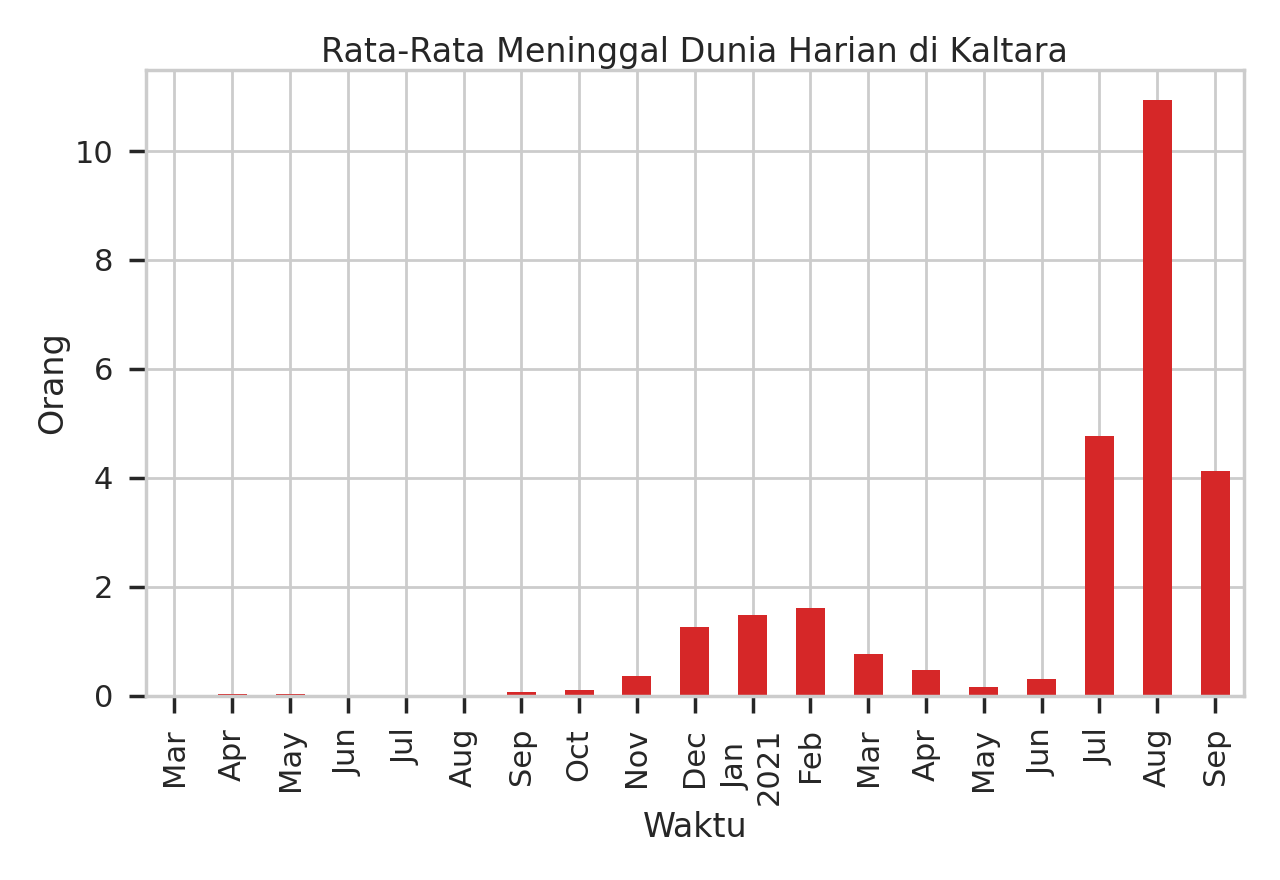 Rata-Rata Meninggal Dunia Harian di Kaltara
Orang
10
8
6
4
2
0
Mar
Apr
May
Jun
Jul
Aug
Sep
Oct
Nov
Dec
Jan
2021
Feb
Mar
Apr
May
Jun
Jul
Aug
Sep
Waktu